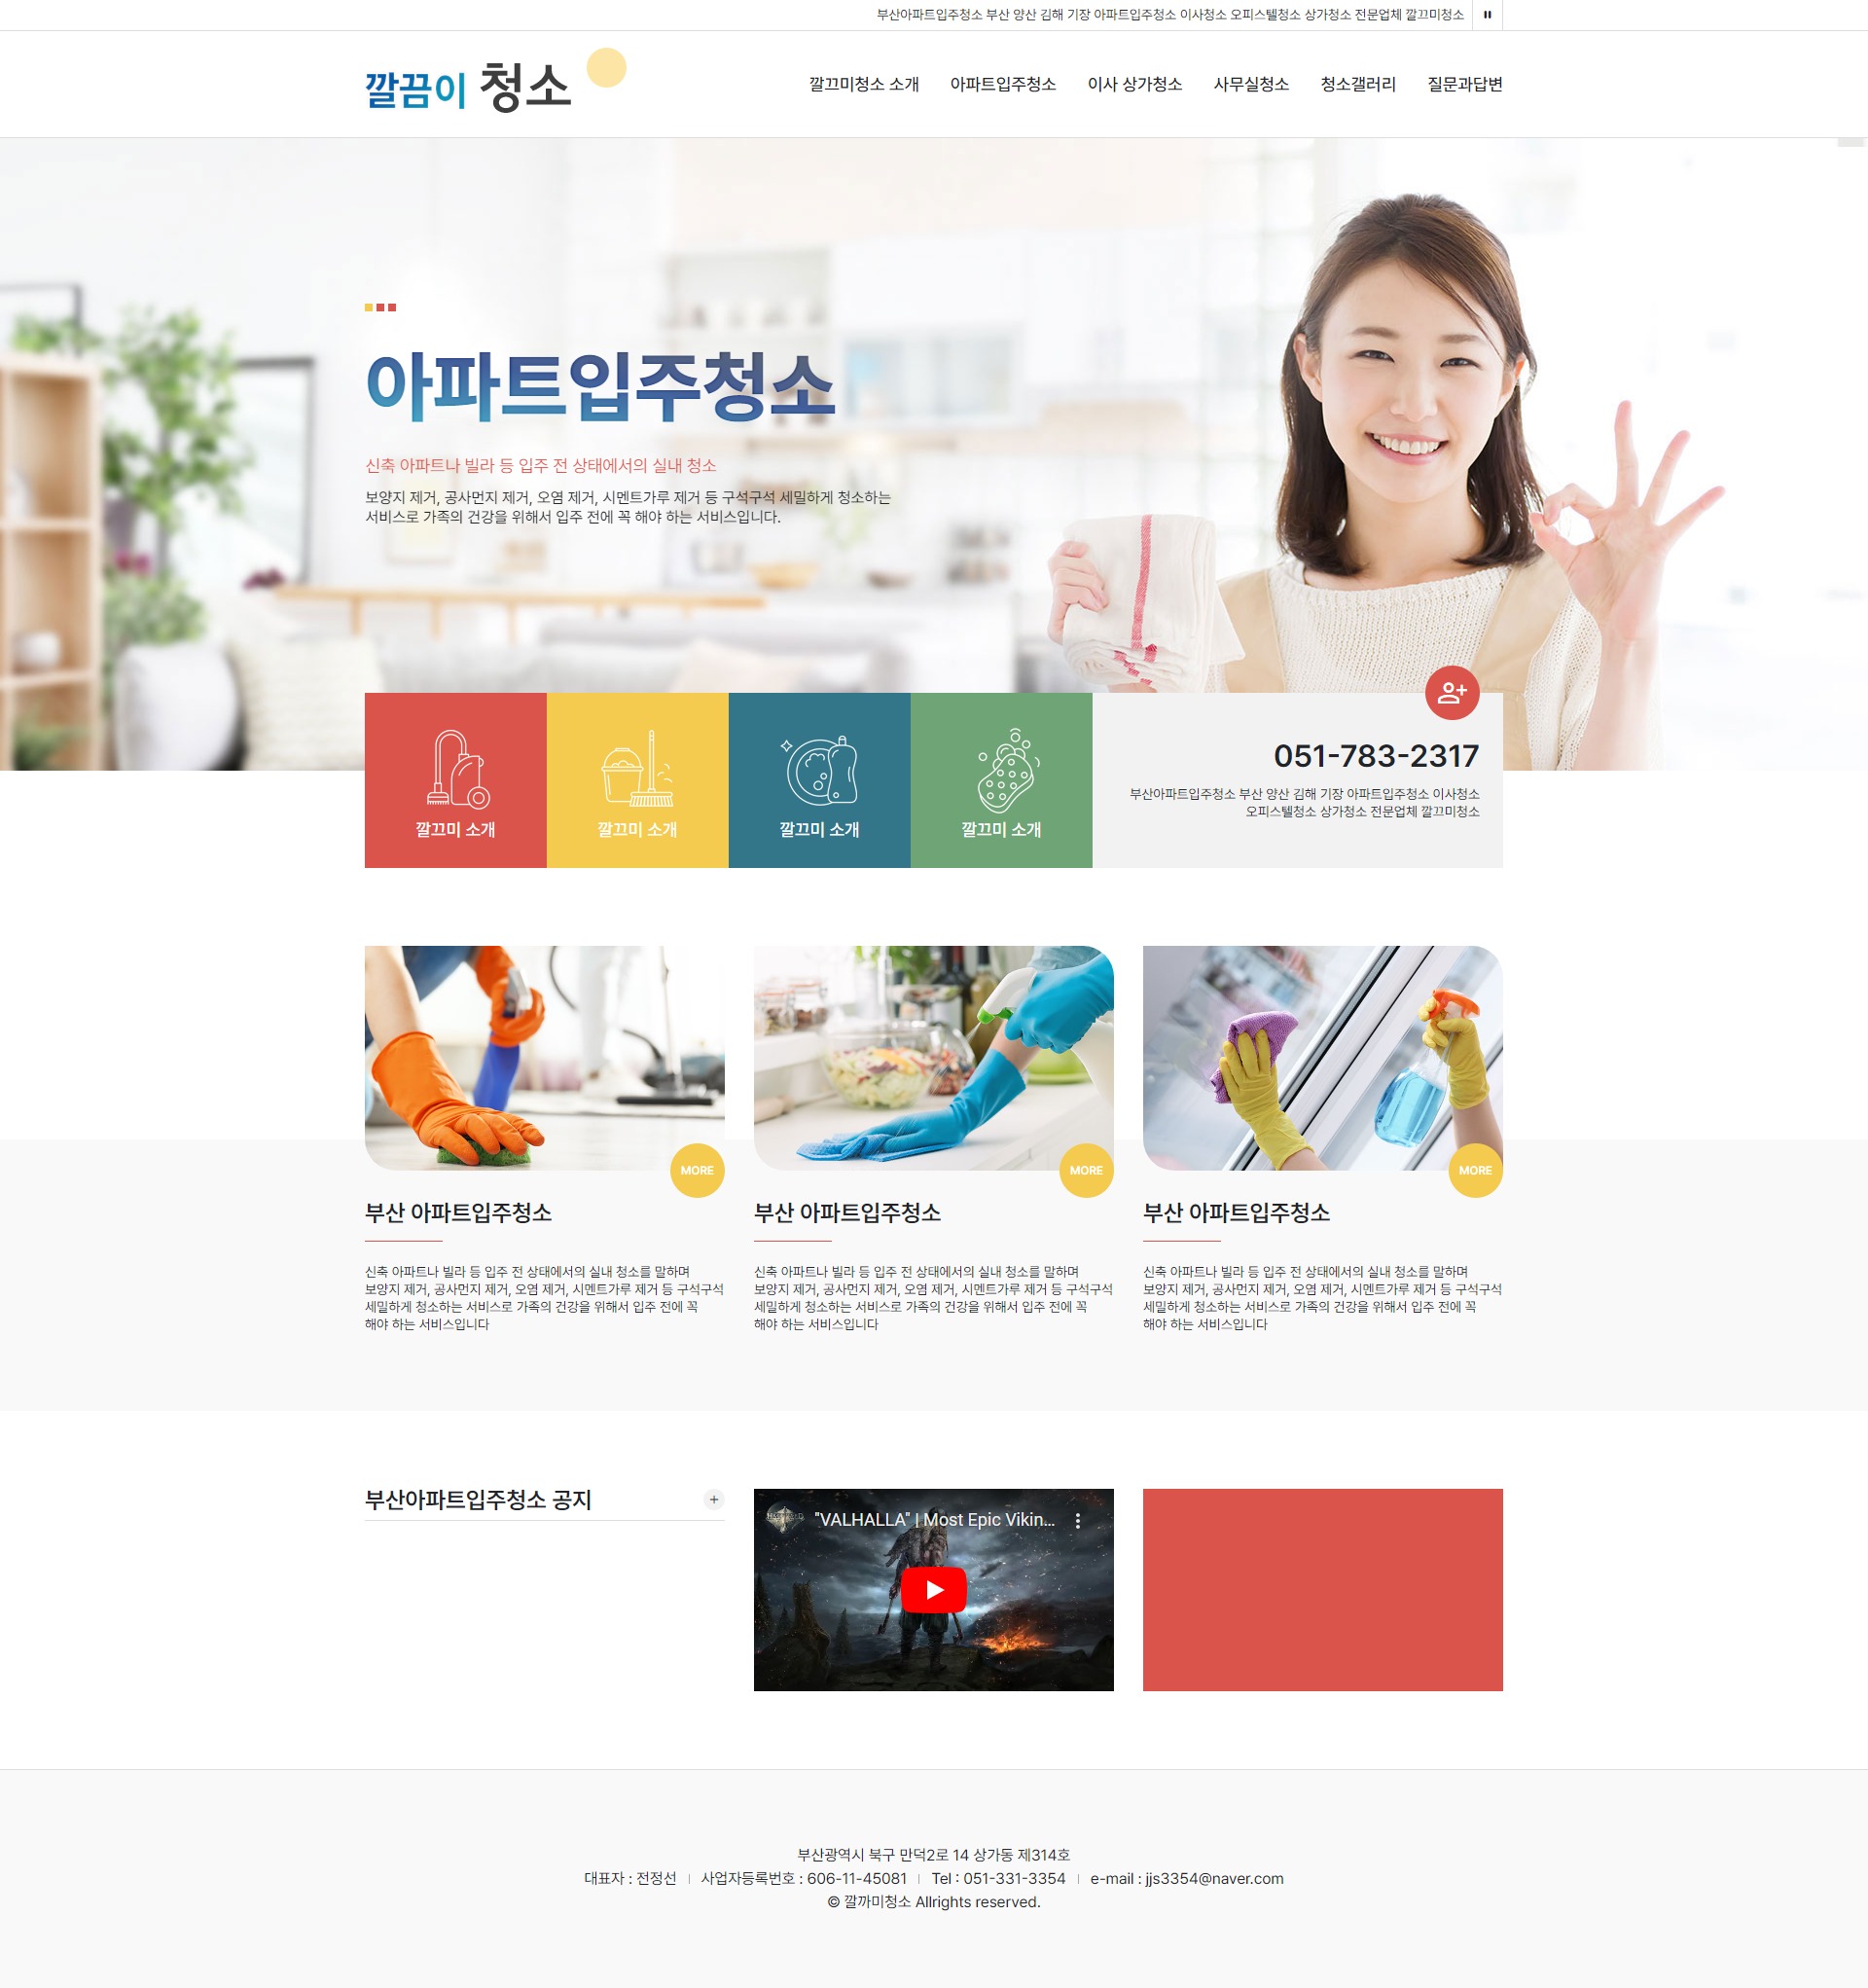 부산아파트입주청소 부산 양산 김해 기장 아파트입주청소 이사청소 오피스텔청소 상가청소 전문업체 깔끄미청소
깔끔이 청소
깔끄미청소 소개
아파트입주청소
이사 상가청소
사무실청소
청소갤러리
질문과답변
아파트입주청소
신축 아파트나 빌라 등 입주 전 상태에서의 실내 청소
보양지 제거, 공사먼지 제거, 오염 제거, 시멘트가루 제거 등 구석구석 세밀하게 청소하는
서비스로 가족의 건강을 위해서 입주 전에 꼭 해야 하는 서비스입니다.
깔끄미 소개
깔끄미 소개
깔끄미 소개
깔끄미 소개
051-783-2317
부산아파트입주청소 부산 양산 김해 기장 아파트입주청소 이사청소
오피스텔청소 상가청소 전문업체 깔끄미청소
MORE
부산 아파트입주청소
신축 아파트나 빌라 등 입주 전 상태에서의 실내 청소를 말하며
보양지 제거, 공사먼지 제거, 오염 제거, 시멘트가루 제거 등 구석구석
세밀하게 청소하는 서비스로 가족의 건강을 위해서 입주 전에 꼭
해야 하는 서비스입니다
MORE
부산 아파트입주청소
신축 아파트나 빌라 등 입주 전 상태에서의 실내 청소를 말하며
보양지 제거, 공사먼지 제거, 오염 제거, 시멘트가루 제거 등 구석구석
세밀하게 청소하는 서비스로 가족의 건강을 위해서 입주 전에 꼭
해야 하는 서비스입니다
MORE
부산 아파트입주청소
신축 아파트나 빌라 등 입주 전 상태에서의 실내 청소를 말하며
보양지 제거, 공사먼지 제거, 오염 제거, 시멘트가루 제거 등 구석구석
세밀하게 청소하는 서비스로 가족의 건강을 위해서 입주 전에 꼭
해야 하는 서비스입니다
부산아파트입주청소 공지
"VALHALLA" | Most Epic Vikin...
부산광역시 북구 만덕2로 14 상가동 제314호
대표자 : 전정선 | 사업자등록번호 : 606-11-45081 | Tel : 051-331-3354 | e-mail : jjs3354@naver.com
© 깔까미청소 Allrights reserved.